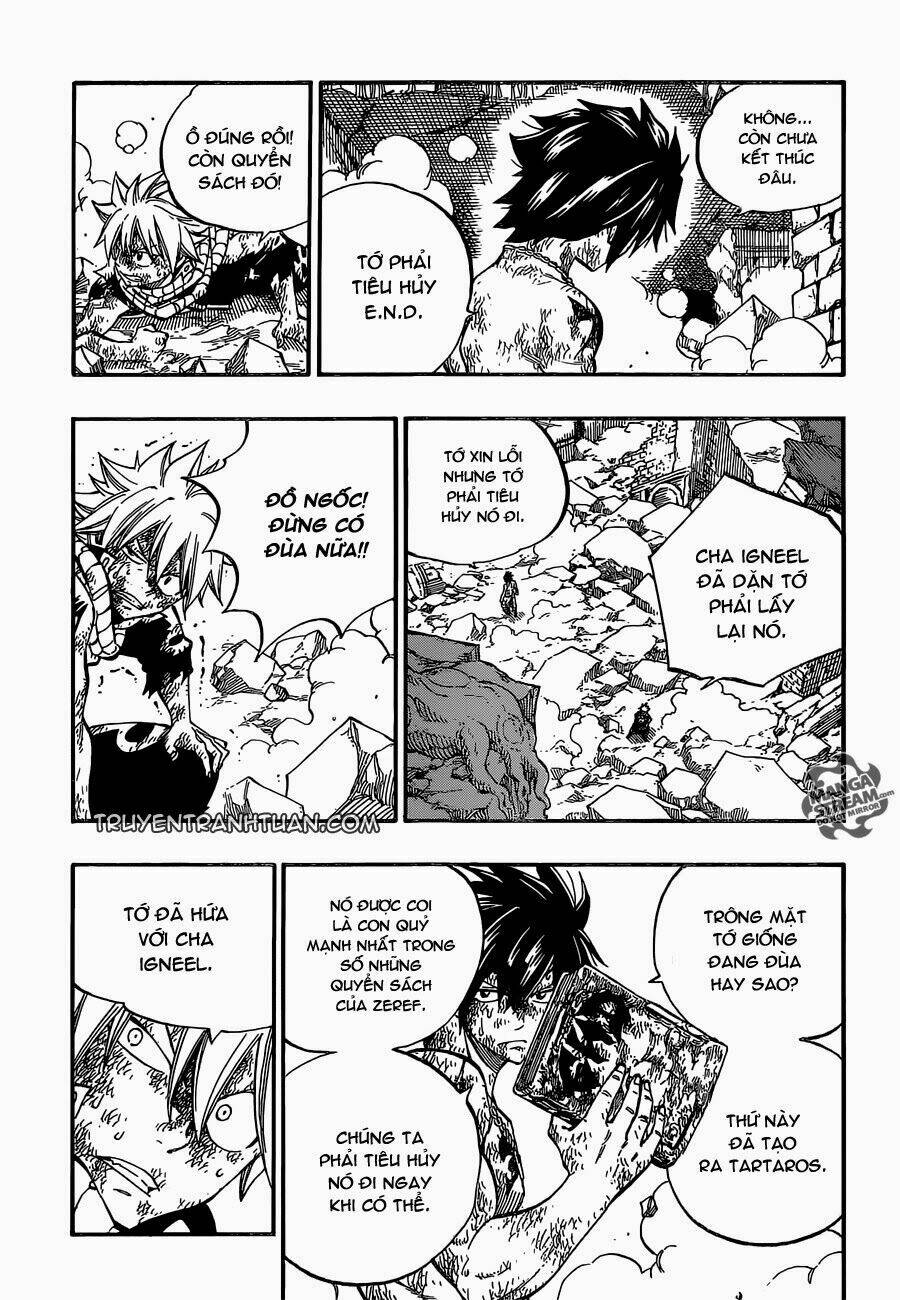 Ồ ĐÚNG RỒI!
CÒN QUYỂN
SÁCH ĐÓ!
KHÔNG...
CÒN CHƯA
KẾT THÚC
ĐÂU.
TỚ PHẢI
TIÊU HỦY
E.N.D.
ĐỒ NGỐC!
ĐỪNG CÓ
ĐÙA NỮA!!
TỚ XIN LỖI
NHƯNG TỚ
PHẢI TIÊU
HỦY NÓ ĐI.
CHA IGNEEL
ĐÃ DẶN TỚ
PHẢI LẤY
LẠI NÓ.
MANGA
STREAM.com
DO NOT MIRROR
TRUYENTRANHTUAN.COM
TỚ ĐÃ HỨA
VỚI CHA
IGNEEL.
NÓ ĐƯỢC COI
LÀ CON QUỶ
MẠNH NHẤT TRONG
SỐ NHỮNG
QUYỂN SÁCH
CỦA ZEREF.
TRÔNG MẶT
TỚ GIỐNG
ĐANG ĐÙA
HAY SAO?
CHÚNG TA
PHẢI TIÊU HỦY
NÓ ĐI NGAY
KHI CÓ THỂ.
THỨ NÀY
ĐÃ TẠO
RA TARTAROS.